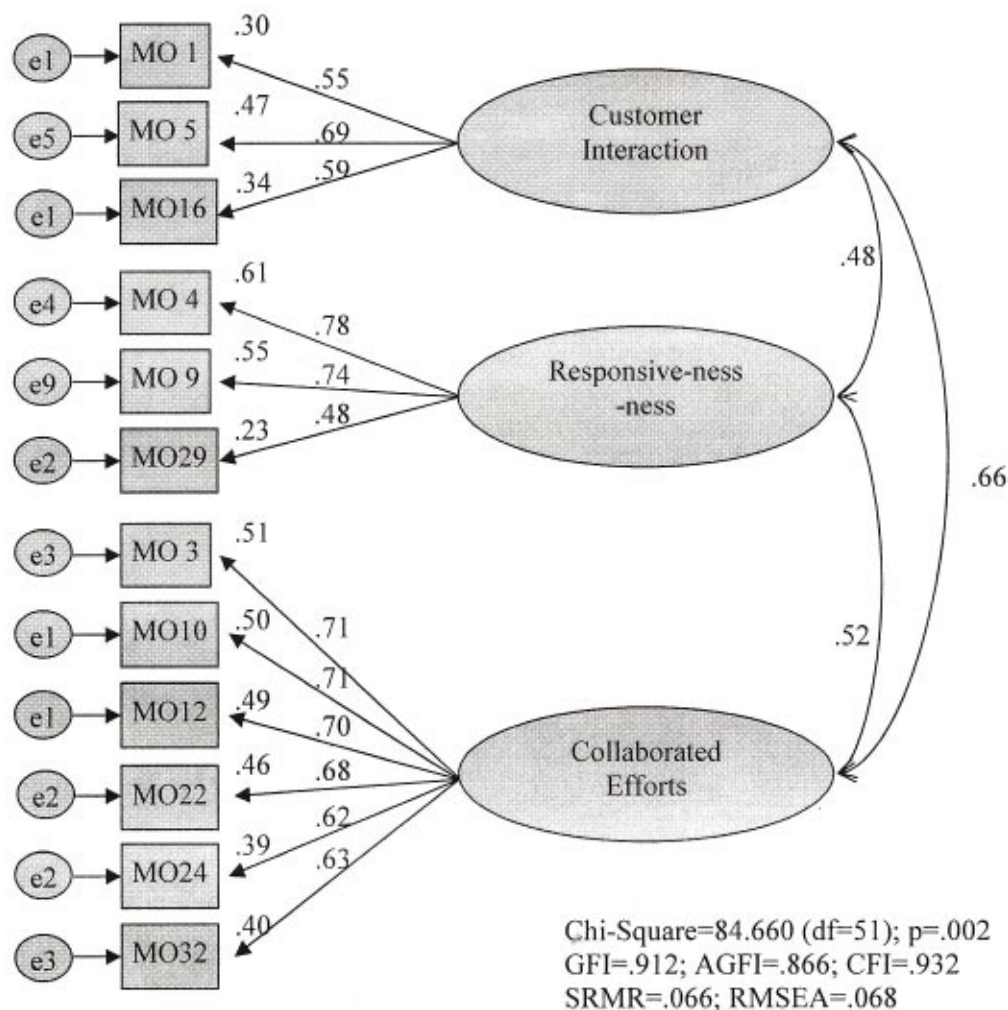 .30
e1 MO 1
.55
.47
e5 MO 5
.69
.59
.34
e1 MO16
Customer
Interaction
.48
.61
e4 MO 4
.78
.55
e9 MO 9
.74
.48
.23
e2 MO29
Responsive-ness
-ness
.66
.51
e3 MO 3
.71
.50
e1 MO10
.71
.52
.49
e1 MO12
.70
.46
e2 MO22
.68
.62
.39
e2 MO24
.63
.40
e3 MO32
Collaborated
Efforts
Chi-Square=84.660 (df=51); p=.002
GFI=.912; AGFI=.866; CFI=.932
SRMR=.066; RMSEA=.068